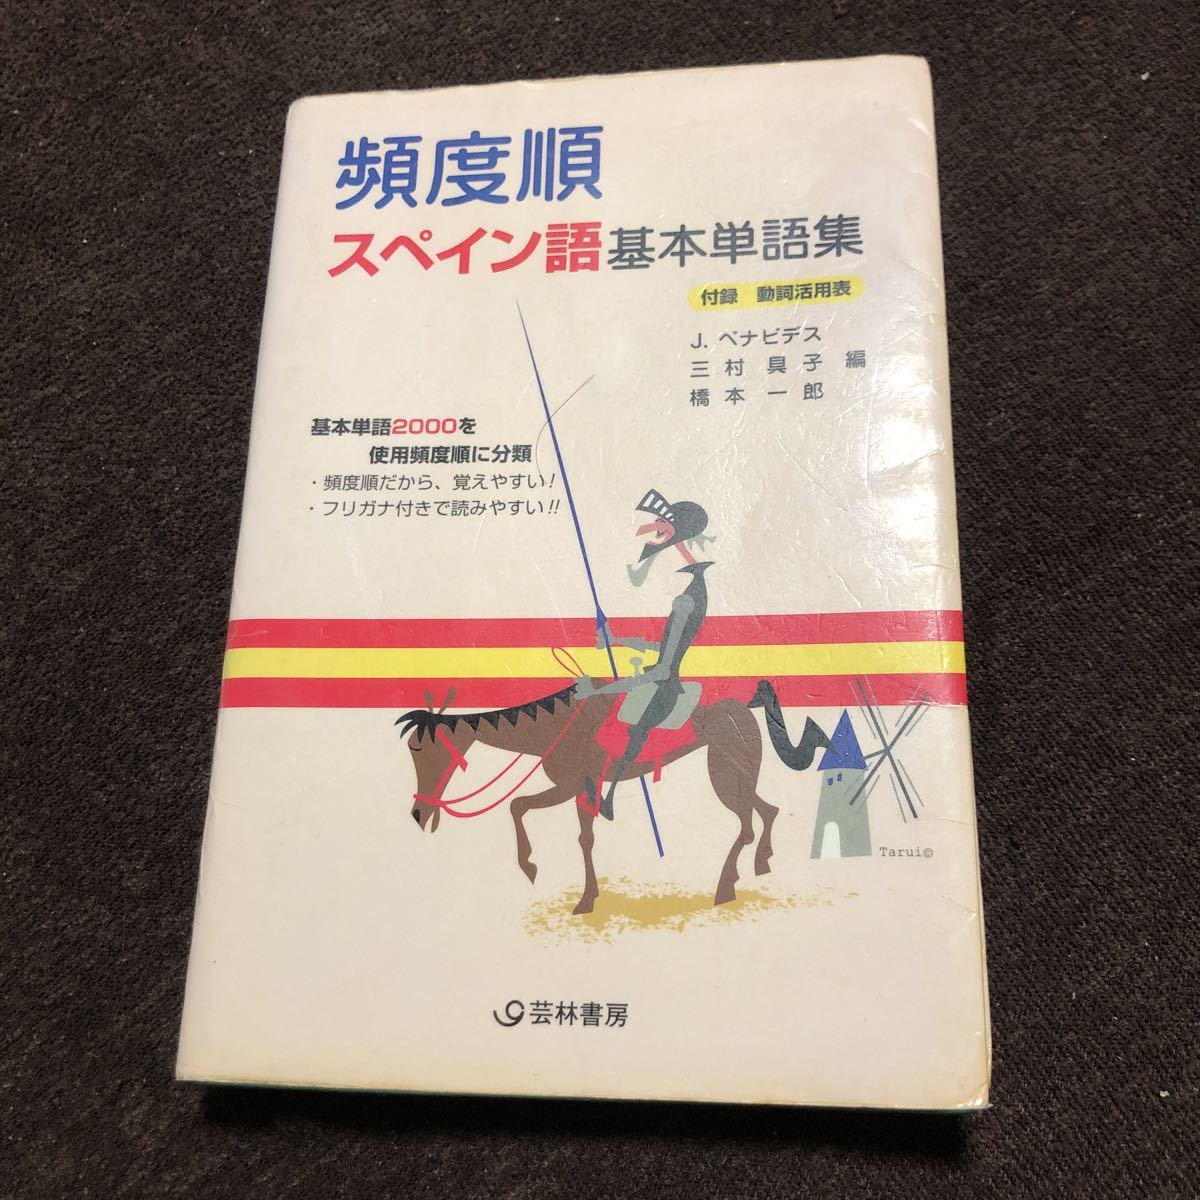 頻度順
スペイン語基本単語集
付録 動詞活用表
J. ベナビデス
三村具子 編
橋本一郎
基本単語2000を
使用頻度順に分類
・頻度順だから、覚えやすい!
・フリガナ付きで読みやすい!!
Tarui©
芸林書房